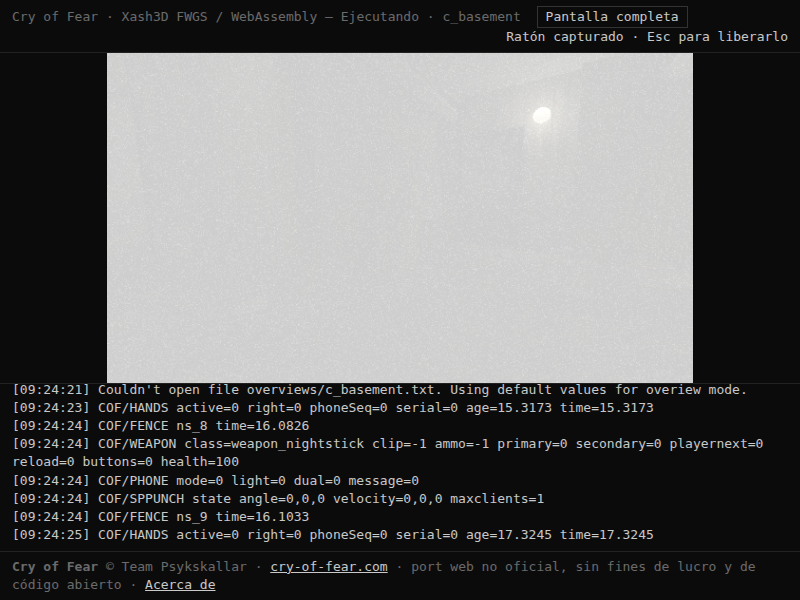 Cry of Fear · Xash3D FWGS / WebAssembly — Ejecutando · c_basement
Pantalla completa
Ratón capturado · Esc para liberarlo
[09:24:21] Couldn't open file overviews/c_basement.txt. Using default values for overiew mode.
[09:24:23] COF/HANDS active=0 right=0 phoneSeq=0 serial=0 age=15.3173 time=15.3173
[09:24:24] COF/FENCE ns_8 time=16.0826
[09:24:24] COF/WEAPON class=weapon_nightstick clip=-1 ammo=-1 primary=0 secondary=0 playernext=0
reload=0 buttons=0 health=100
[09:24:24] COF/PHONE mode=0 light=0 dual=0 message=0
[09:24:24] COF/SPPUNCH state angle=0,0,0 velocity=0,0,0 maxclients=1
[09:24:24] COF/FENCE ns_9 time=16.1033
[09:24:25] COF/HANDS active=0 right=0 phoneSeq=0 serial=0 age=17.3245 time=17.3245
Cry of Fear © Team Psykskallar · cry-of-fear.com · port web no oficial, sin fines de lucro y de
código abierto · Acerca de